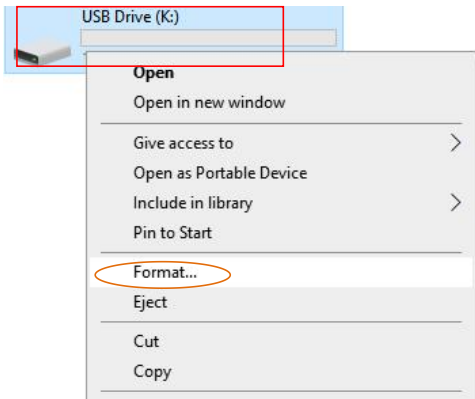 USB Drive (K:)
Open
Open in new window
Give access to
Open as Portable Device
Include in library
Pin to Start
Format...
Eject
Cut
Copy